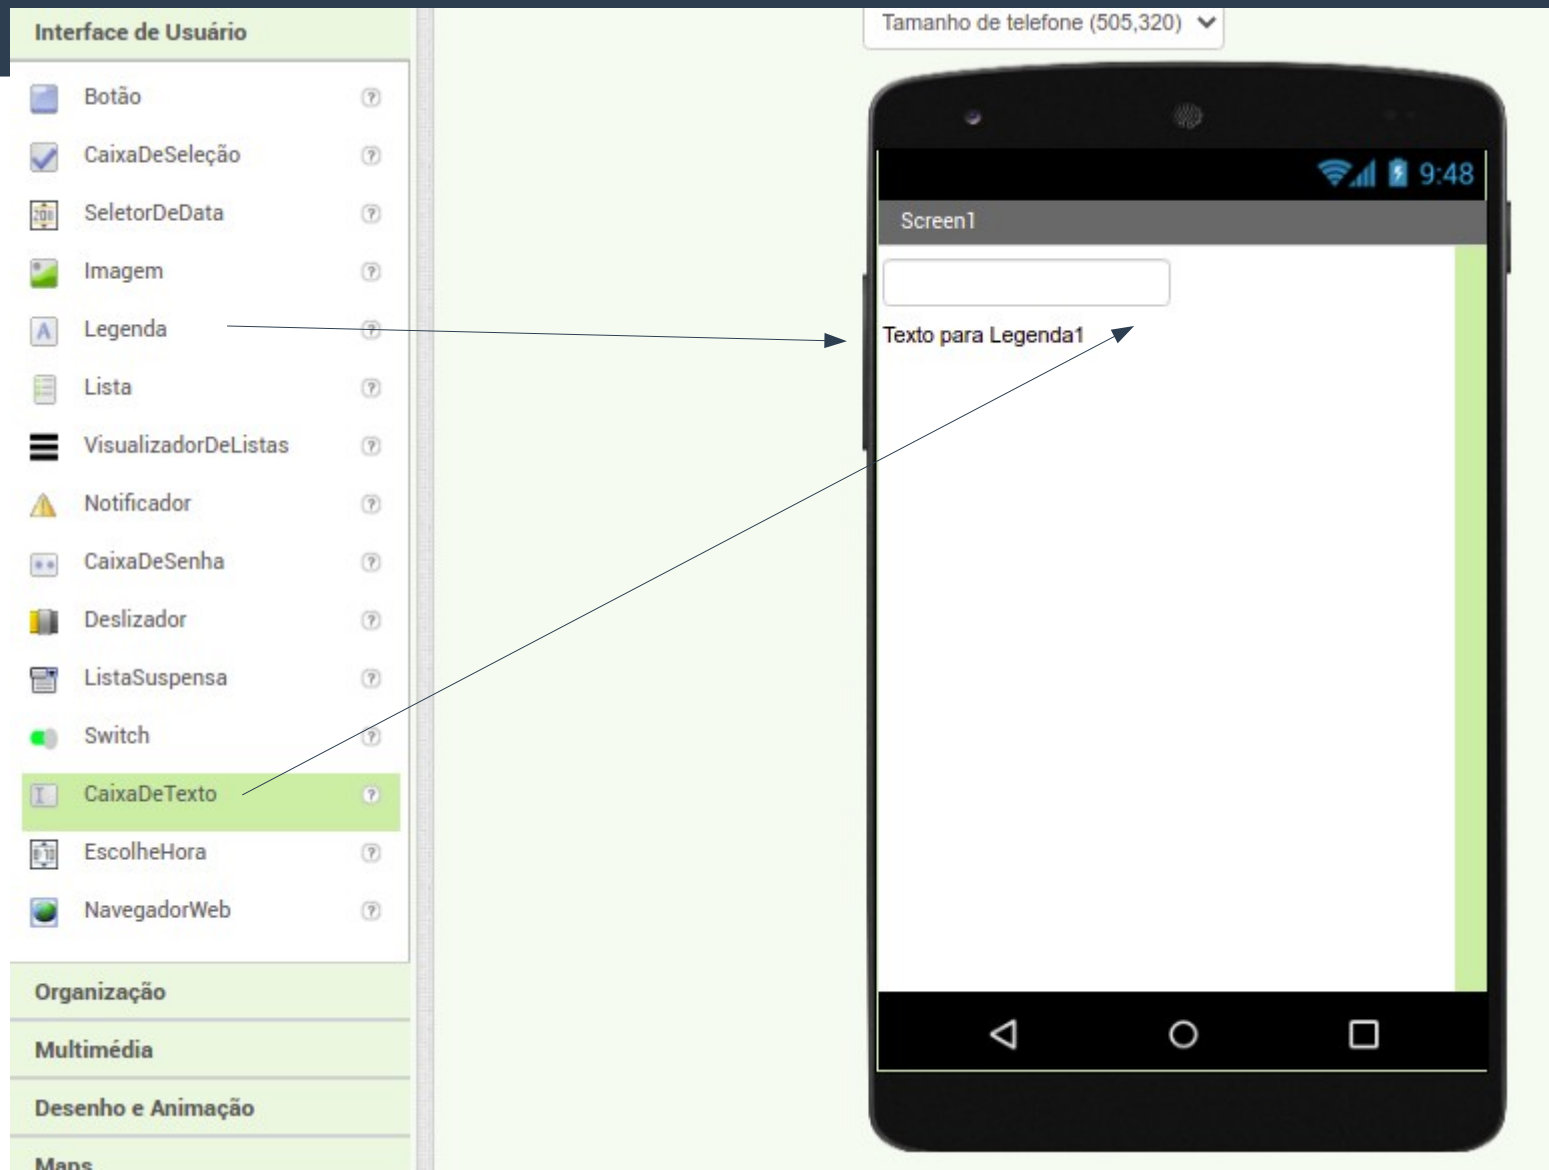 Interface de Usuário
Botão
CaixaDeSeleção
SeletorDeData
Imagem
Legenda
Lista
VisualizadorDeListas
Notificador
CaixaDeSenha
Deslizador
ListaSuspensa
Switch
CaixaDeTexto
EscolheHora
NavegadorWeb
Organização
Multimédia
Desenho e Animação
Maps
Tamanho de telefone (505,320)
9:48
Screen1
Texto para Legenda1